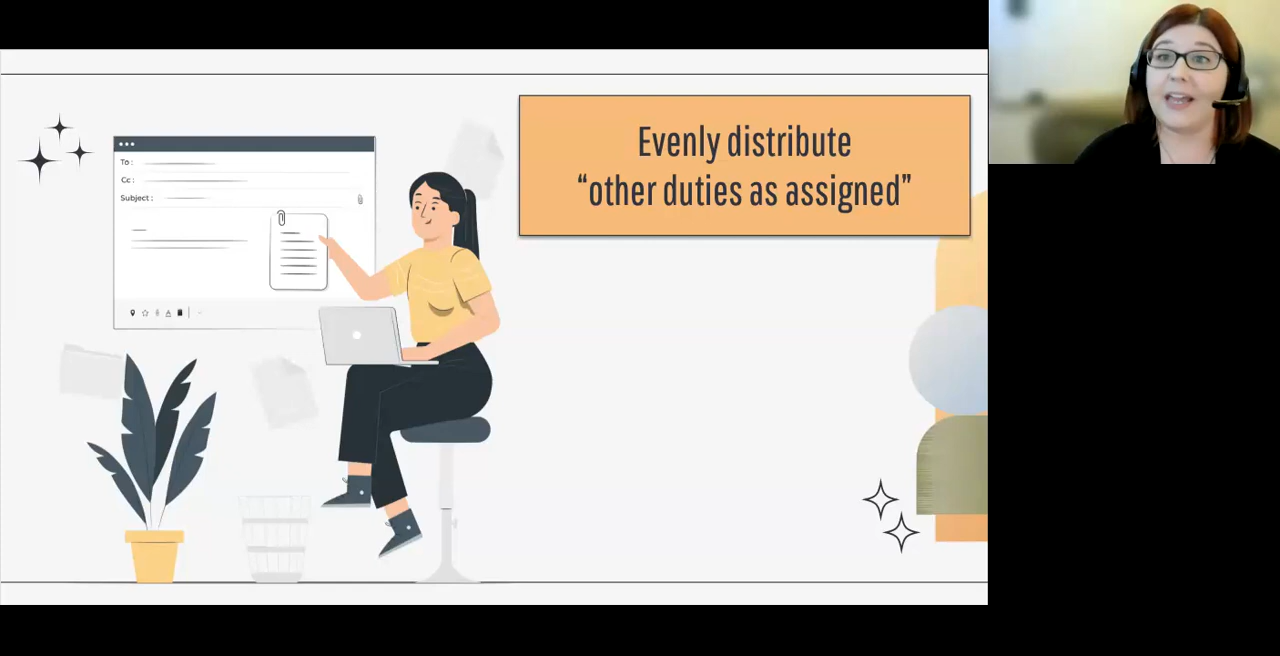 Evenly distribute
“other duties as assigned”
To :
Cc :
Subject :